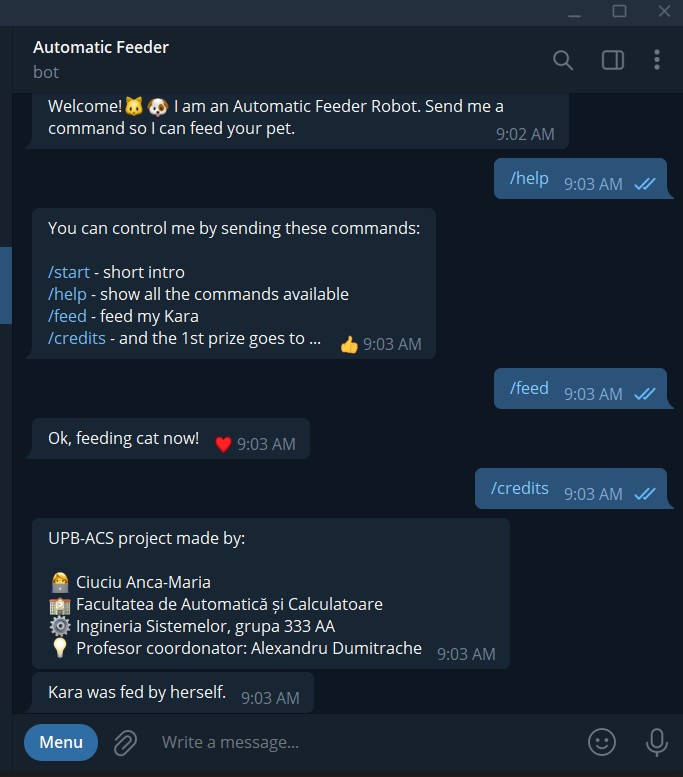 Automatic Feeder
bot
Welcome!🐱🐶 I am an Automatic Feeder Robot. Send me a
command so I can feed your pet.
9:02 AM
/help 9:03 AM
You can control me by sending these commands:
/start - short intro
/help - show all the commands available
/feed - feed my Kara
/credits - and the 1st prize goes to ... 👍 9:03 AM
/feed 9:03 AM
Ok, feeding cat now! ❤ 9:03 AM
/credits 9:03 AM
UPB-ACS project made by:
Ciuciu Anca-Maria
Facultatea de Automatică și Calculatoare
Ingineria Sistemelor, grupa 333 AA
Profesor coordonator: Alexandru Dumitrache 9:03 AM
Kara was fed by herself. 9:03 AM
Menu Write a message...